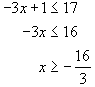 -3x+1 ≤ 17
-3x ≤ 16
x ≥ -16/3